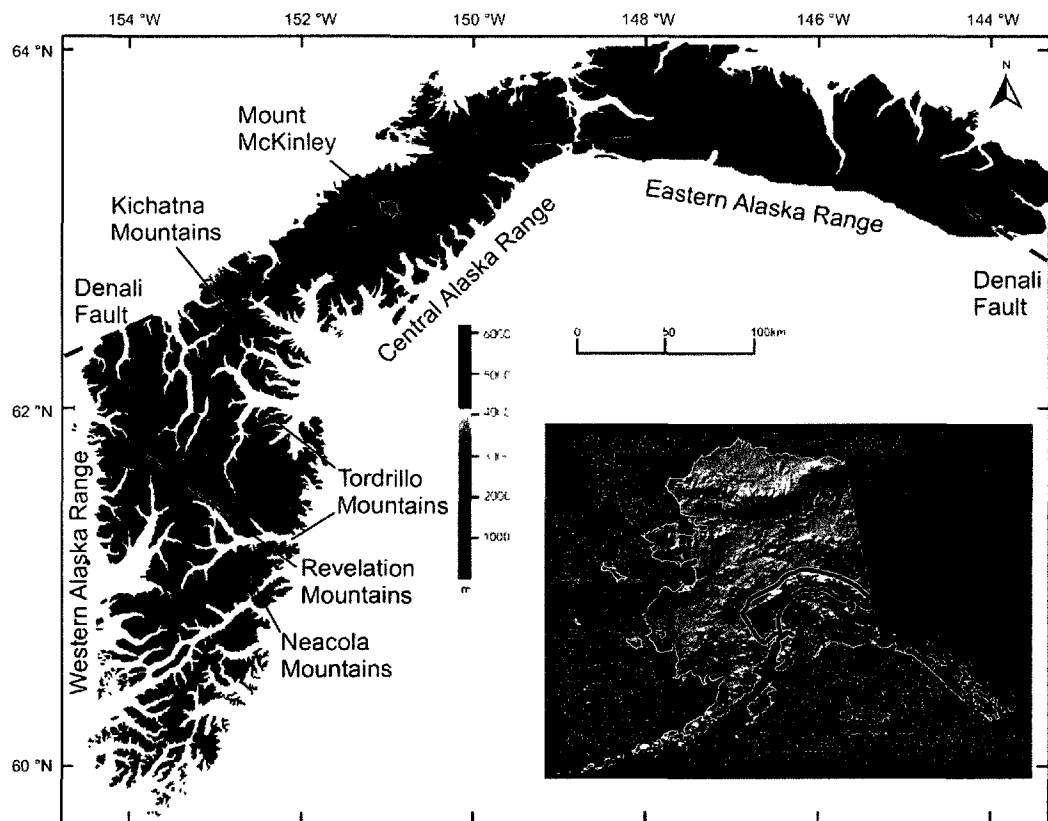 154 °W
152 °W
150 °W
148 °W
146 °W
144 °W
64 °N
N
Mount
McKinley
Kichatna
Mountains
Eastern Alaska Range
Central Alaska Range
Denali
Fault
Denali
Fault
0
50
100km
62 °N
2000
1000
m
Western Alaska Range
Tordrillo
Mountains
Revelation
Mountains
Neacola
Mountains
60 °N